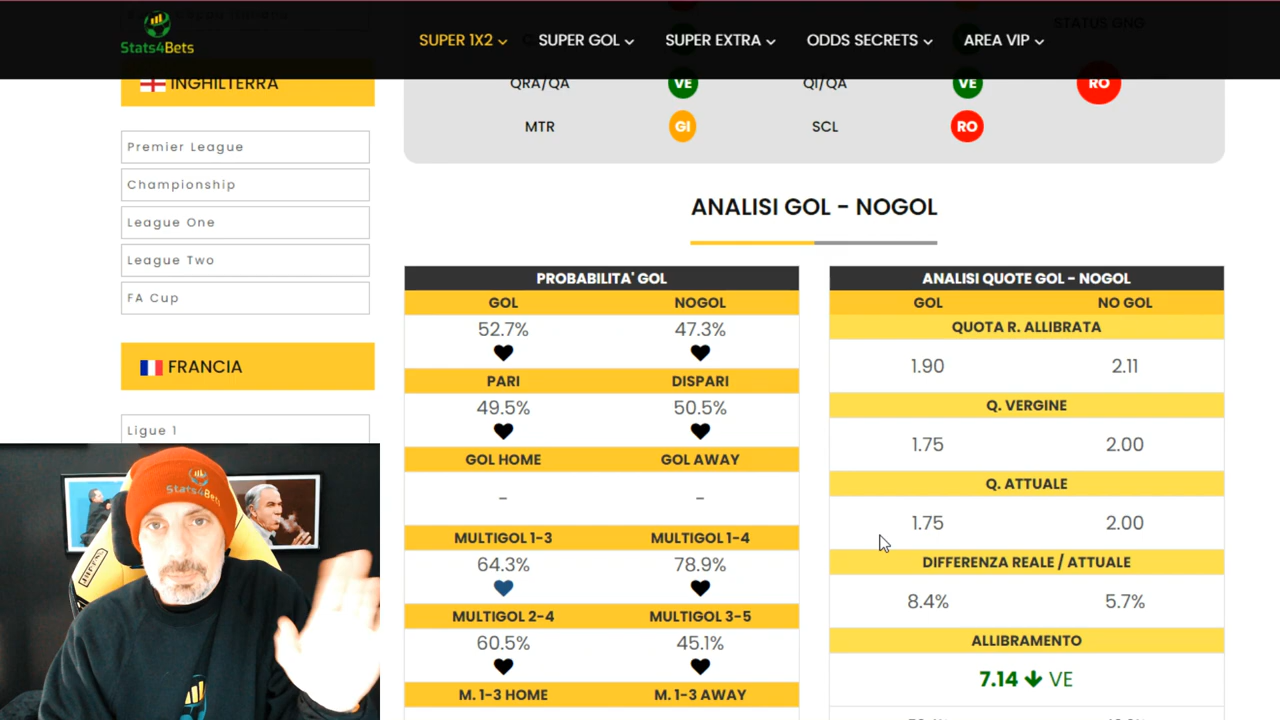 Stats4Bets
SUPER 1X2
SUPER GOL
SUPER EXTRA
ODDS SECRETS
AREA VIP
STATUS GNG
INGHILTERRA
Premier League
Championship
League One
League Two
FA Cup
FRANCIA
Ligue 1
QRA/QA VE QI/QA VE RO
MTR GI SCL RO
ANALISI GOL - NOGOL
PROBABILITA' GOL
GOL NOGOL
52.7% 47.3%
PARI DISPARI
49.5% 50.5%
GOL HOME GOL AWAY
- -
MULTIGOL 1-3 MULTIGOL 1-4
64.3% 78.9%
MULTIGOL 2-4 MULTIGOL 3-5
60.5% 45.1%
M. 1-3 HOME M. 1-3 AWAY
ANALISI QUOTE GOL - NOGOL
GOL NO GOL
QUOTA R. ALLIBRATA
1.90 2.11
Q. VERGINE
1.75 2.00
Q. ATTUALE
1.75 2.00
DIFFERENZA REALE / ATTUALE
8.4% 5.7%
ALLIBRAMENTO
7.14 VE
Stats4Bets